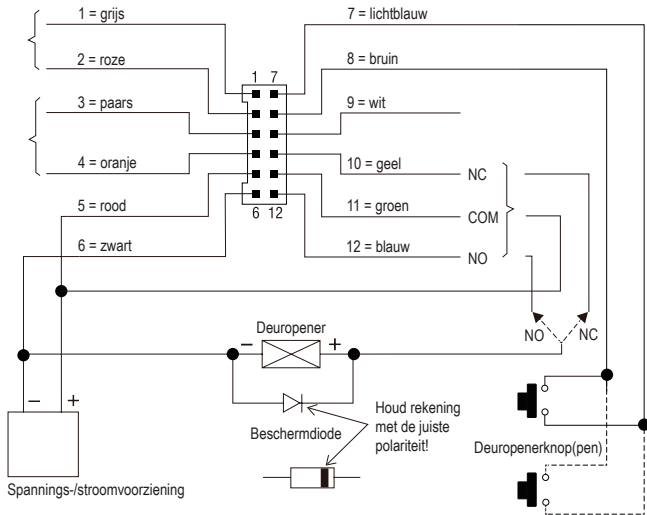 1 = grijs
7 = lichtblauw
2 = roze
8 = bruin
1 7
3 = paars
9 = wit
4 = oranje
10 = geel
NC
5 = rood
11 = groen
COM
6 12
6 = zwart
12 = blauw
NO
NO
NC
Deuropener
− +
− +
Beschermdiode
Houd rekening
met de juiste
polariteit!
Deuropenerknop(pen)
Spannings-/stroomvoorziening